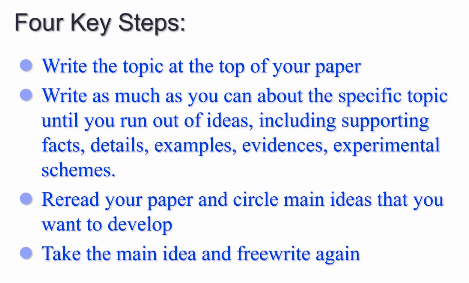 Four Key Steps:
Write the topic at the top of your paper
Write as much as you can about the specific topic
until you run out of ideas, including supporting
facts, details, examples, evidences, experimental
schemes.
Reread your paper and circle main ideas that you
want to develop
Take the main idea and freewrite again